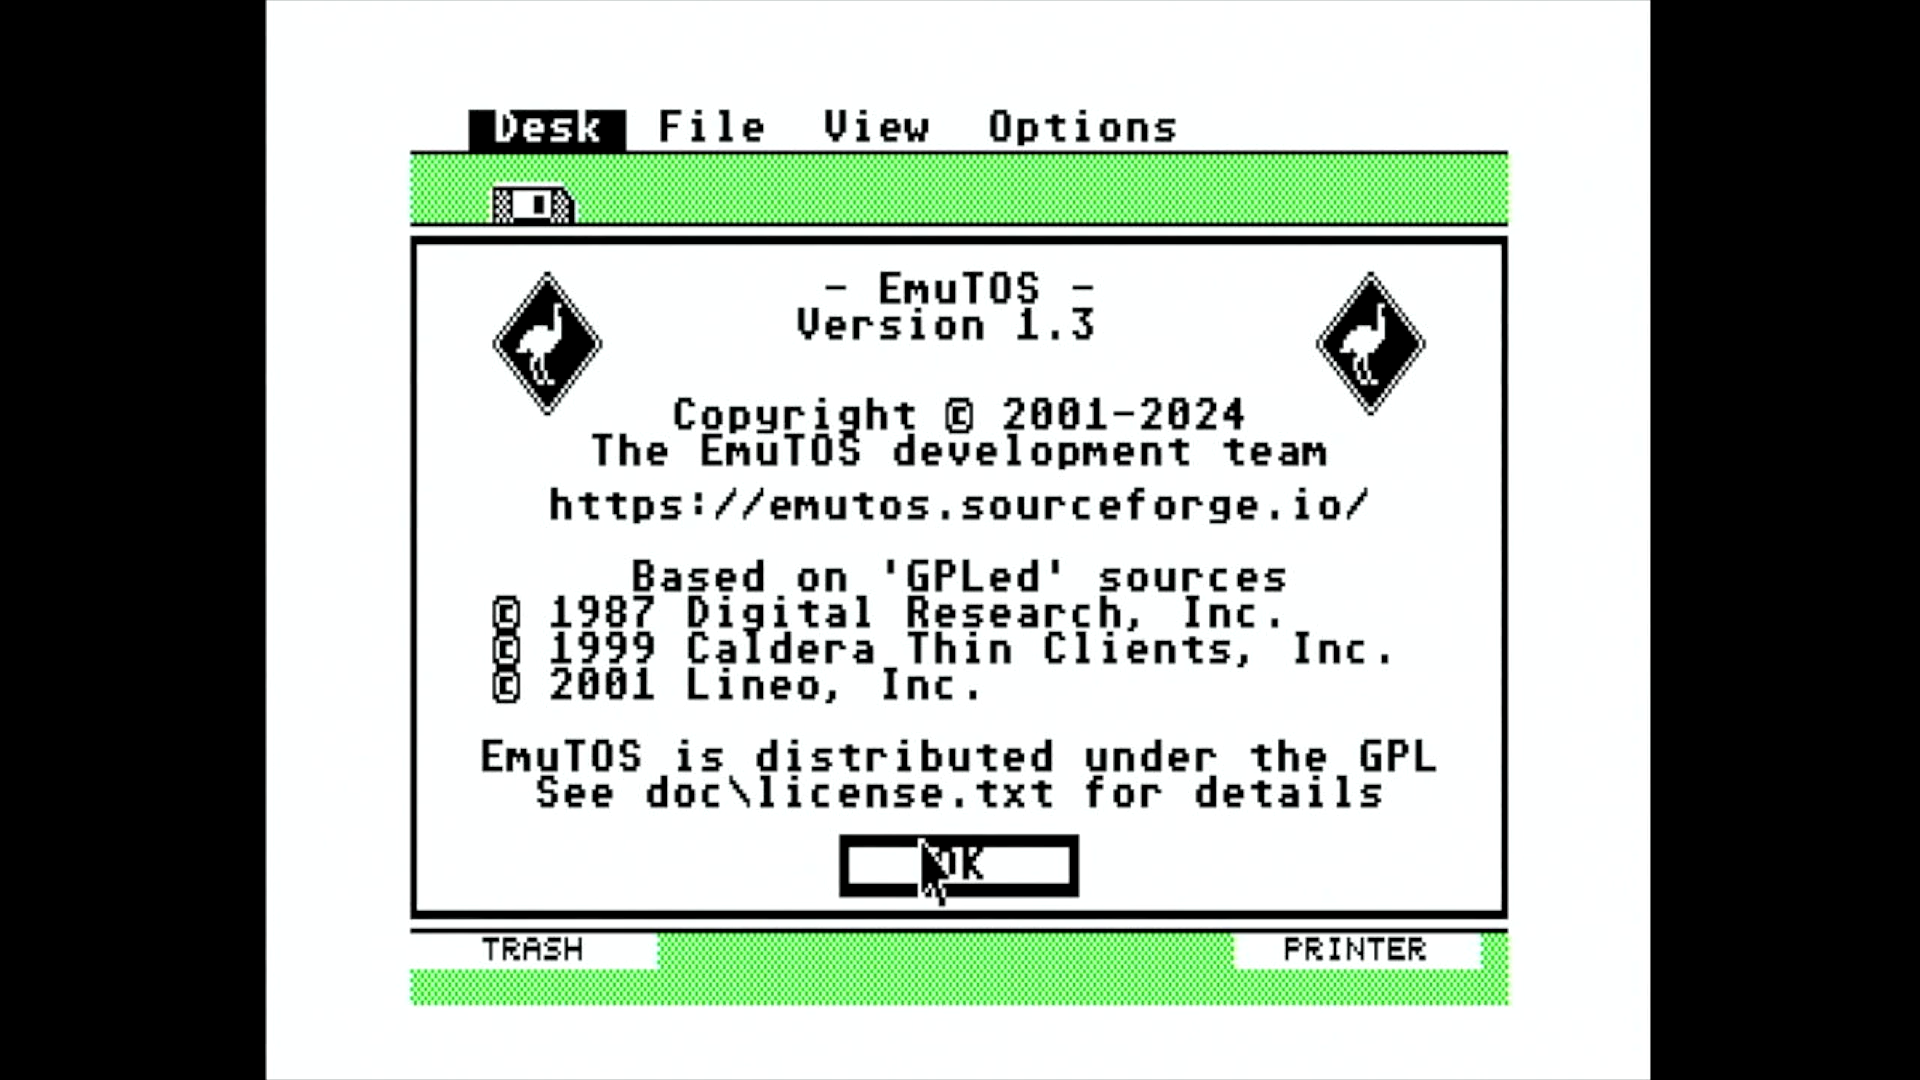 Desk File View Options
- EmuTOS -
Version 1.3
Copyright © 2001-2024
The EmuTOS development team
https://emutos.sourceforge.io/
Based on 'GPLed' sources
© 1987 Digital Research, Inc.
© 1999 Caldera Thin Clients, Inc.
© 2001 Lineo, Inc.
EmuTOS is distributed under the GPL
See doc\license.txt for details
OK
TRASH PRINTER